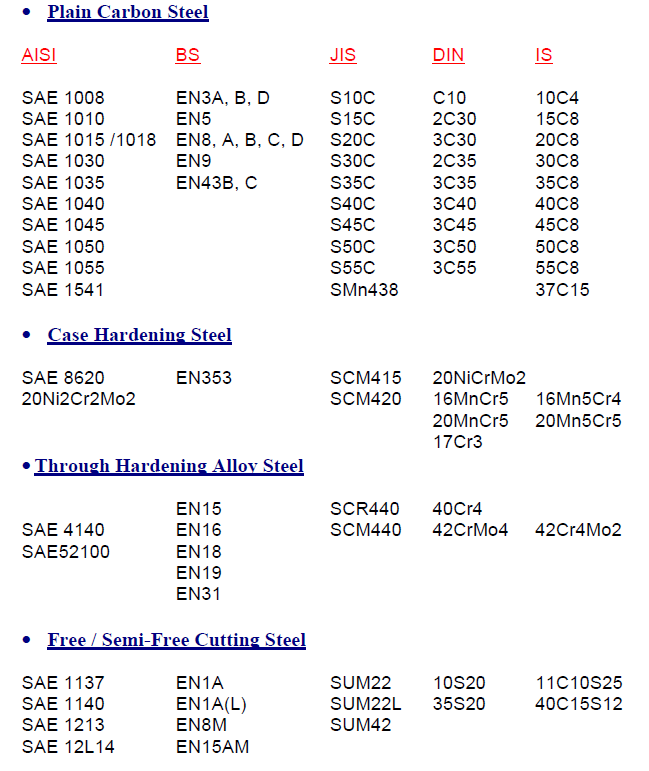 • Plain Carbon Steel
AISI BS JIS DIN IS
SAE 1008 EN3A, B, D S10C C10 10C4
SAE 1010 EN5 S15C 2C30 15C8
SAE 1015 /1018 EN8, A, B, C, D S20C 3C30 20C8
SAE 1030 EN9 S30C 2C35 30C8
SAE 1035 EN43B, C S35C 3C35 35C8
SAE 1040 S40C 3C40 40C8
SAE 1045 S45C 3C45 45C8
SAE 1050 S50C 3C50 50C8
SAE 1055 S55C 3C55 55C8
SAE 1541 SMn438 37C15
• Case Hardening Steel
SAE 8620 EN353 SCM415 20NiCrMo2
20Ni2Cr2Mo2 SCM420 16MnCr5 16Mn5Cr4
20MnCr5 20Mn5Cr5
17Cr3
• Through Hardening Alloy Steel
EN15 SCR440 40Cr4
SAE 4140 EN16 SCM440 42CrMo4 42Cr4Mo2
SAE52100 EN18
EN19
EN31
• Free / Semi-Free Cutting Steel
SAE 1137 EN1A SUM22 10S20 11C10S25
SAE 1140 EN1A(L) SUM22L 35S20 40C15S12
SAE 1213 EN8M SUM42
SAE 12L14 EN15AM